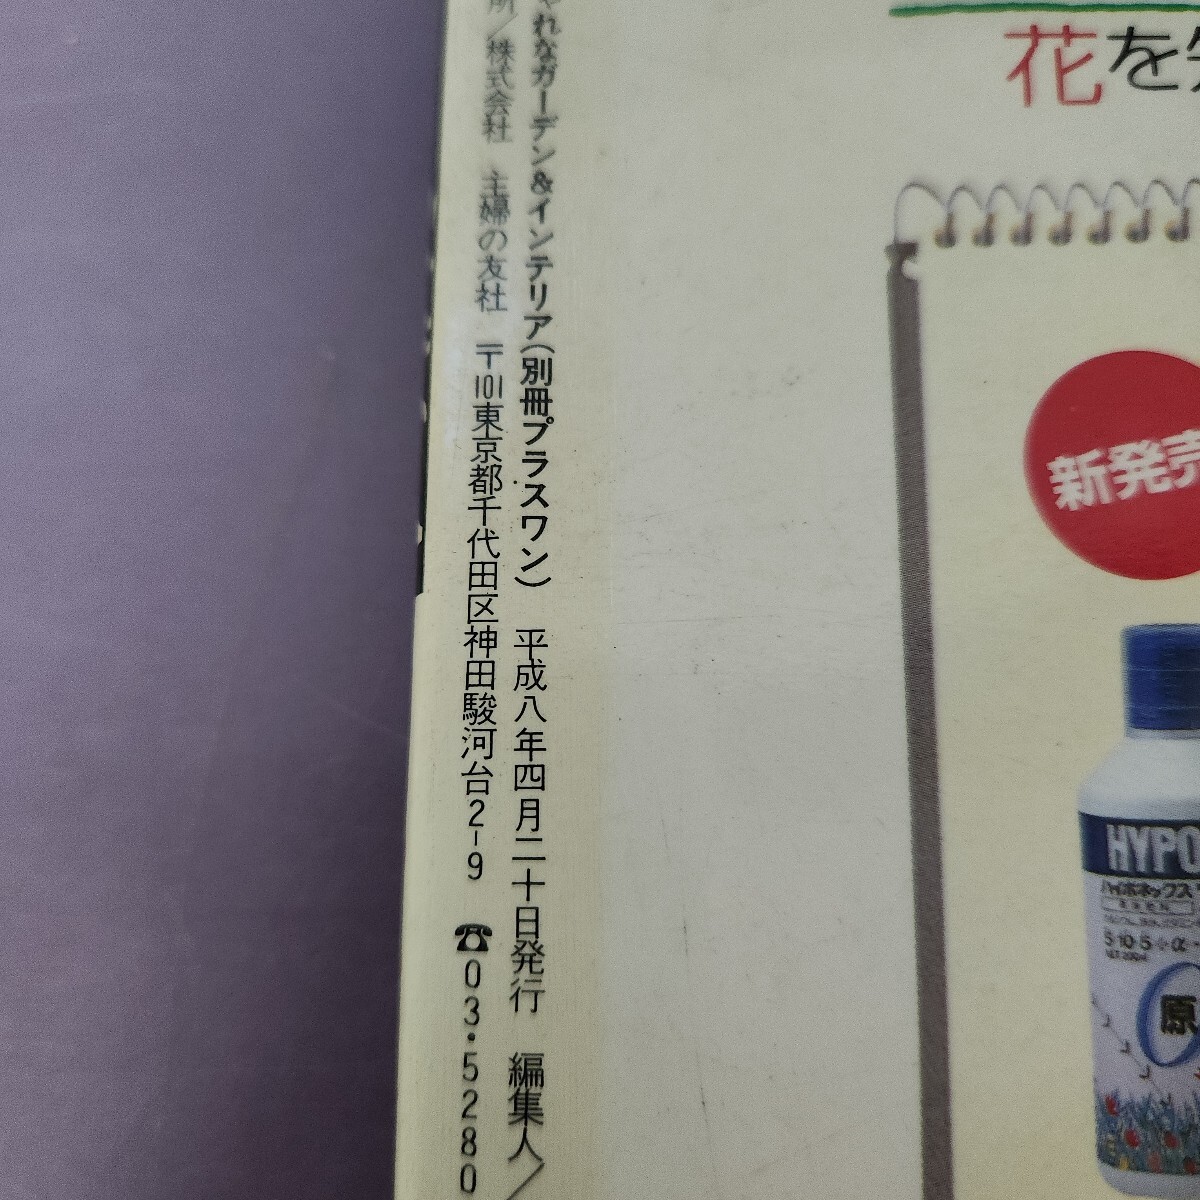 ゃれなガーデン&インテリア(別冊プラスワン) 平成八年四月二十日発行 編集人/
所/株式会社 主婦の友社 〒101東京都千代田区神田駿河台2-9 ☎03・5280
花を
新発売
HYPO
ハイポネックス
5-10-5+α
原